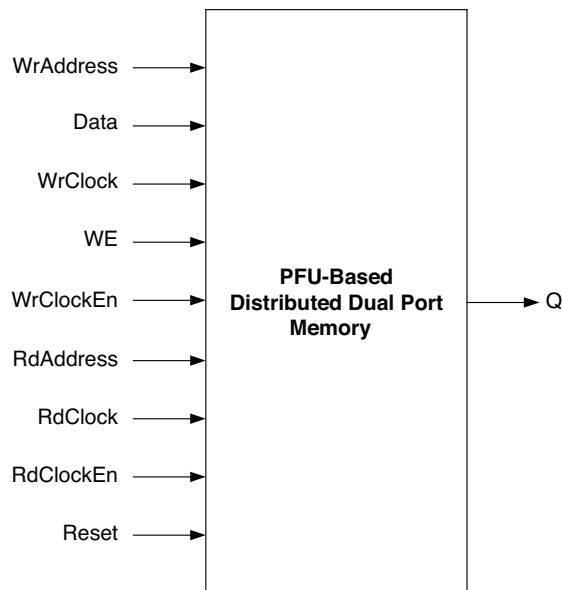 WrAddress
Data
WrClock
WE
WrClockEn
RdAddress
RdClock
RdClockEn
Reset
PFU-Based
Distributed Dual Port
Memory
Q